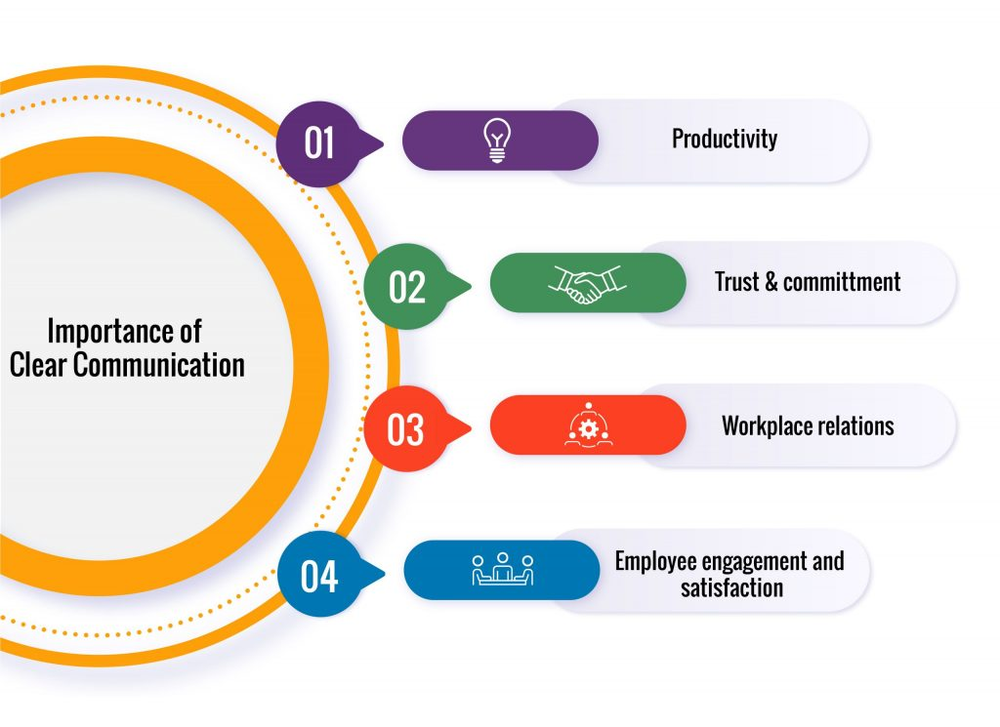 Importance of
Clear Communication
01
Productivity
02
Trust & committment
03
Workplace relations
04
Employee engagement and
satisfaction